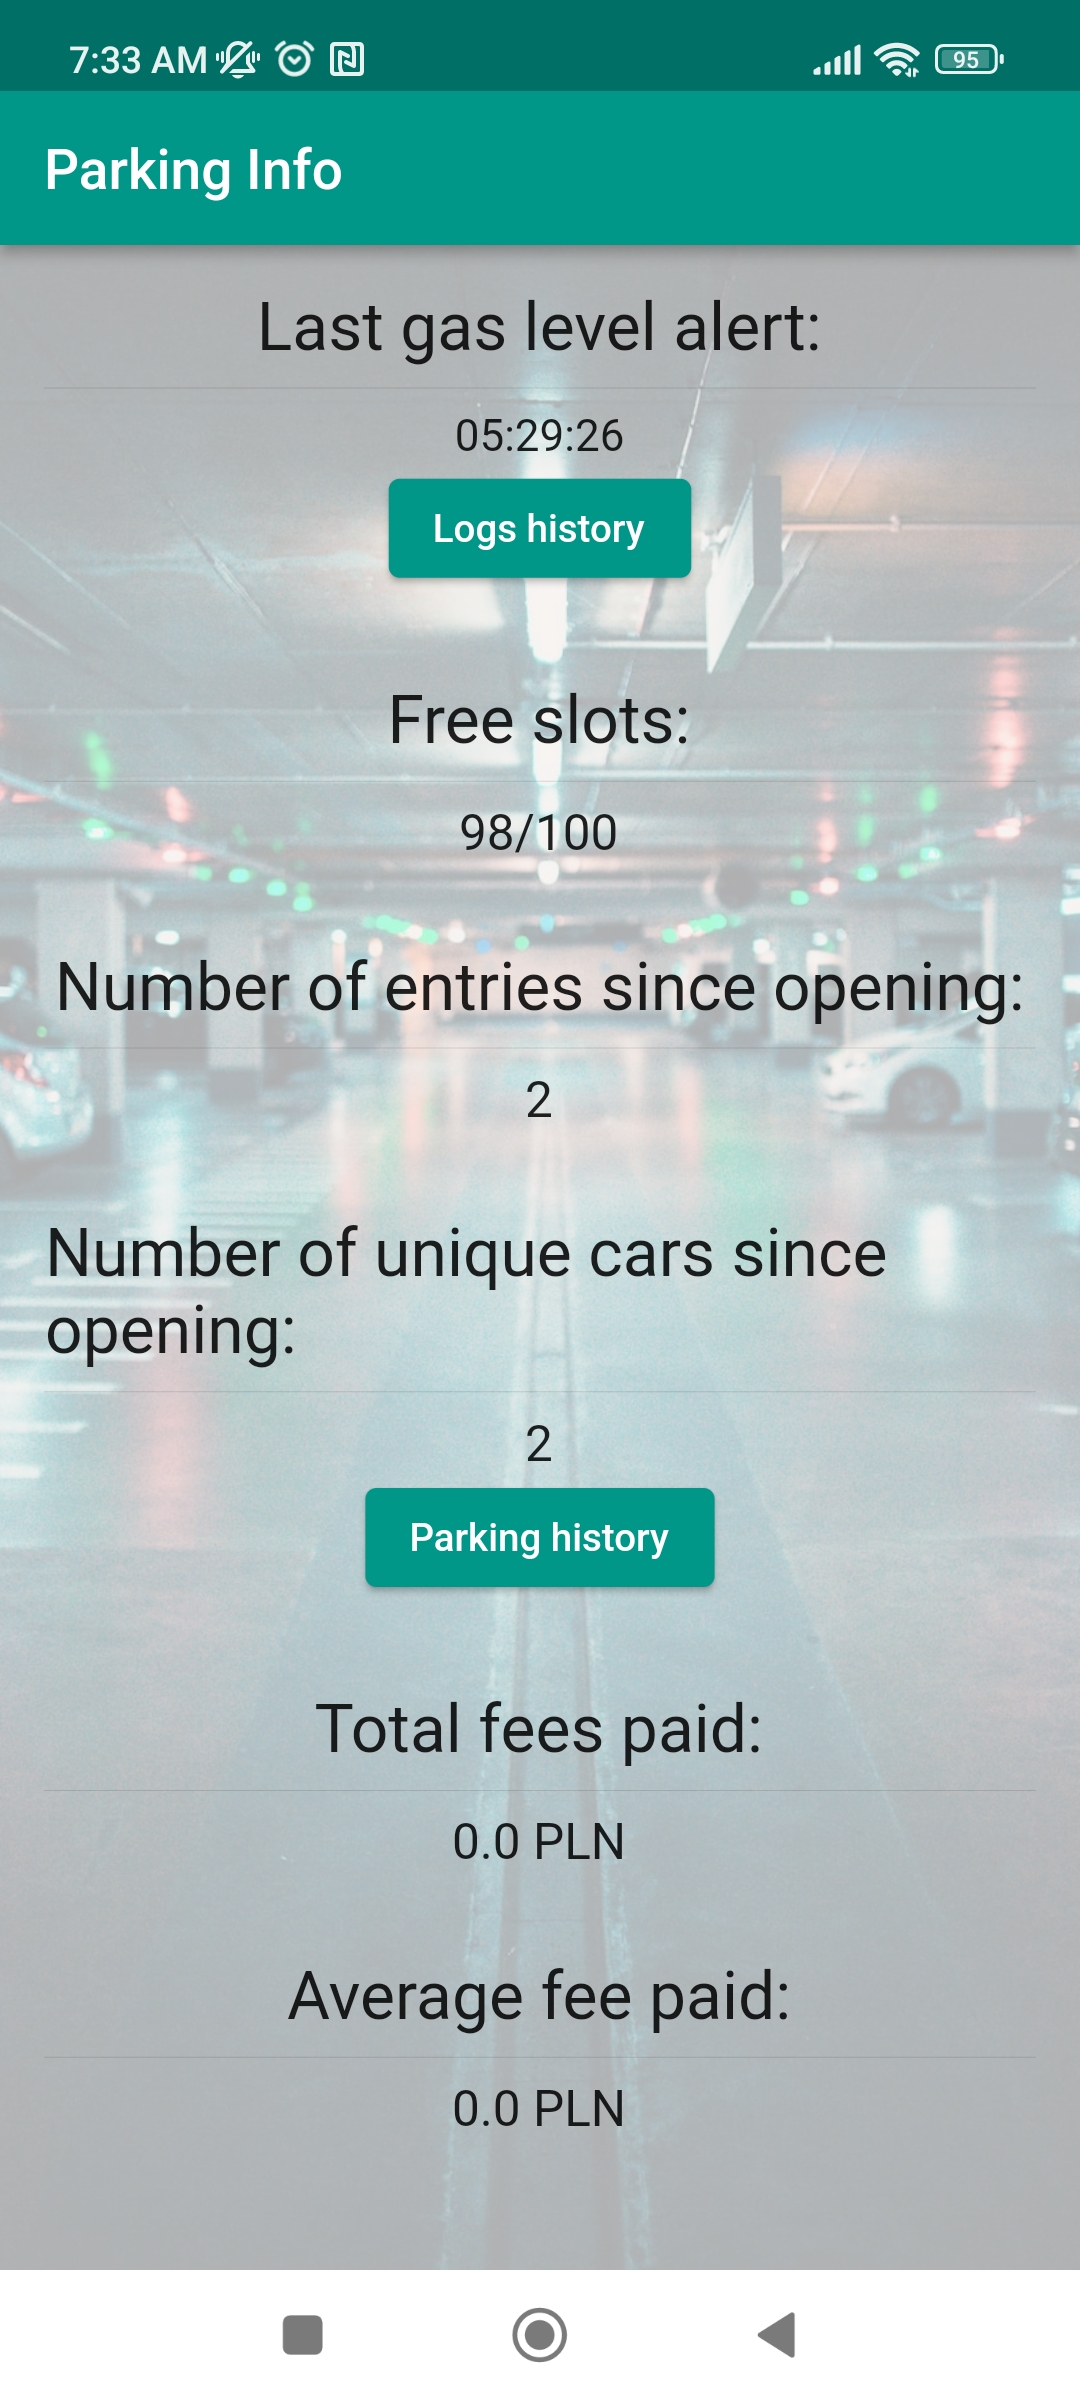 7:33 AM
95
Parking Info
Last gas level alert:
05:29:26
Logs history
Free slots:
98/100
Number of entries since opening:
2
Number of unique cars since
opening:
2
Parking history
Total fees paid:
0.0 PLN
Average fee paid:
0.0 PLN